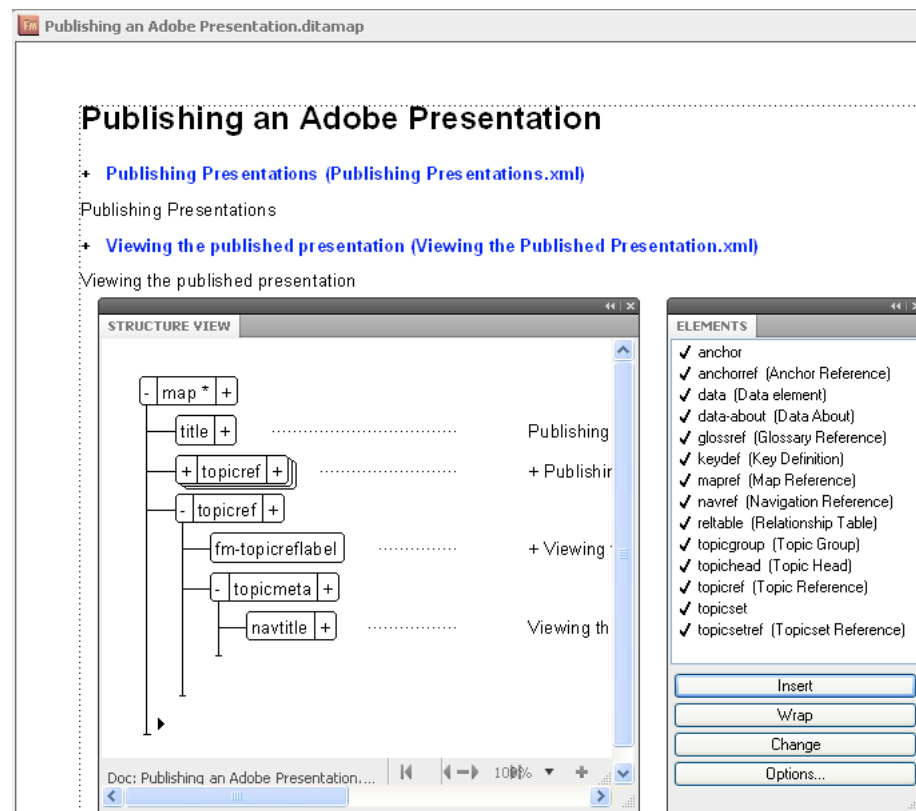 Fm Publishing an Adobe Presentation.ditamap
Publishing an Adobe Presentation
+ Publishing Presentations (Publishing Presentations.xml)
Publishing Presentations
+ Viewing the published presentation (Viewing the Published Presentation.xml)
Viewing the published presentation
STRUCTURE VIEW
- map * +
title + Publishing
+ topicref + + Publishin
- topicref +
fm-topicreflabel + Viewing
- topicmeta +
navtitle + Viewing th
Doc: Publishing an Adobe Presentation.... 100%
ELEMENTS
✓ anchor
✓ anchorref (Anchor Reference)
✓ data (Data element)
✓ data-about (Data About)
✓ glossref (Glossary Reference)
✓ keydef (Key Definition)
✓ mapref (Map Reference)
✓ navref (Navigation Reference)
✓ reltable (Relationship Table)
✓ topicgroup (Topic Group)
✓ topichead (Topic Head)
✓ topicref (Topic Reference)
✓ topicset
✓ topicsetref (Topicset Reference)
Insert
Wrap
Change
Options...